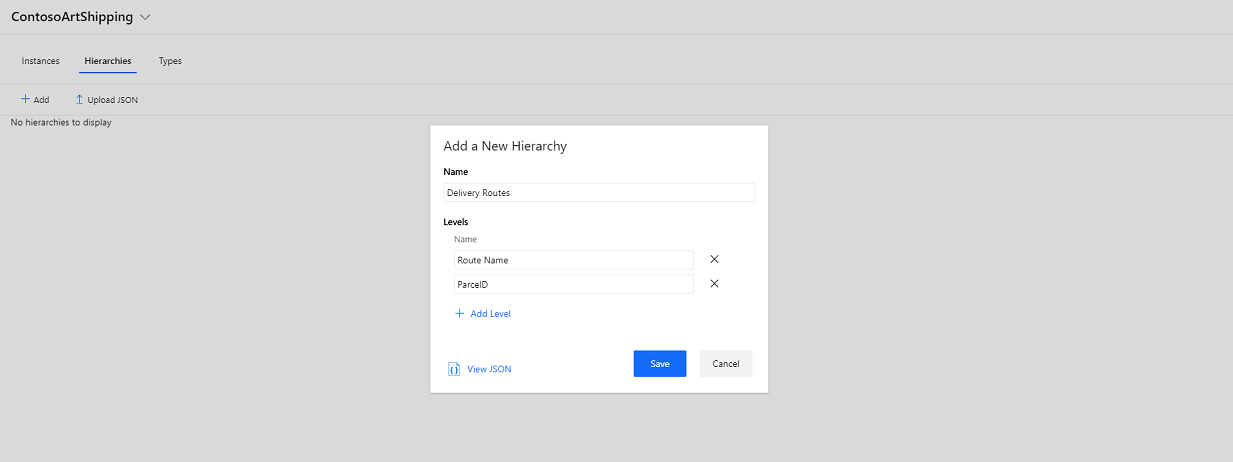 ContosoArtShipping
Instances Hierarchies Types
Add Upload JSON
No hierarchies to display
Add a New Hierarchy
Name
Delivery Routes
Levels
Name
Route Name
ParcelD
Add Level
View JSON Save Cancel